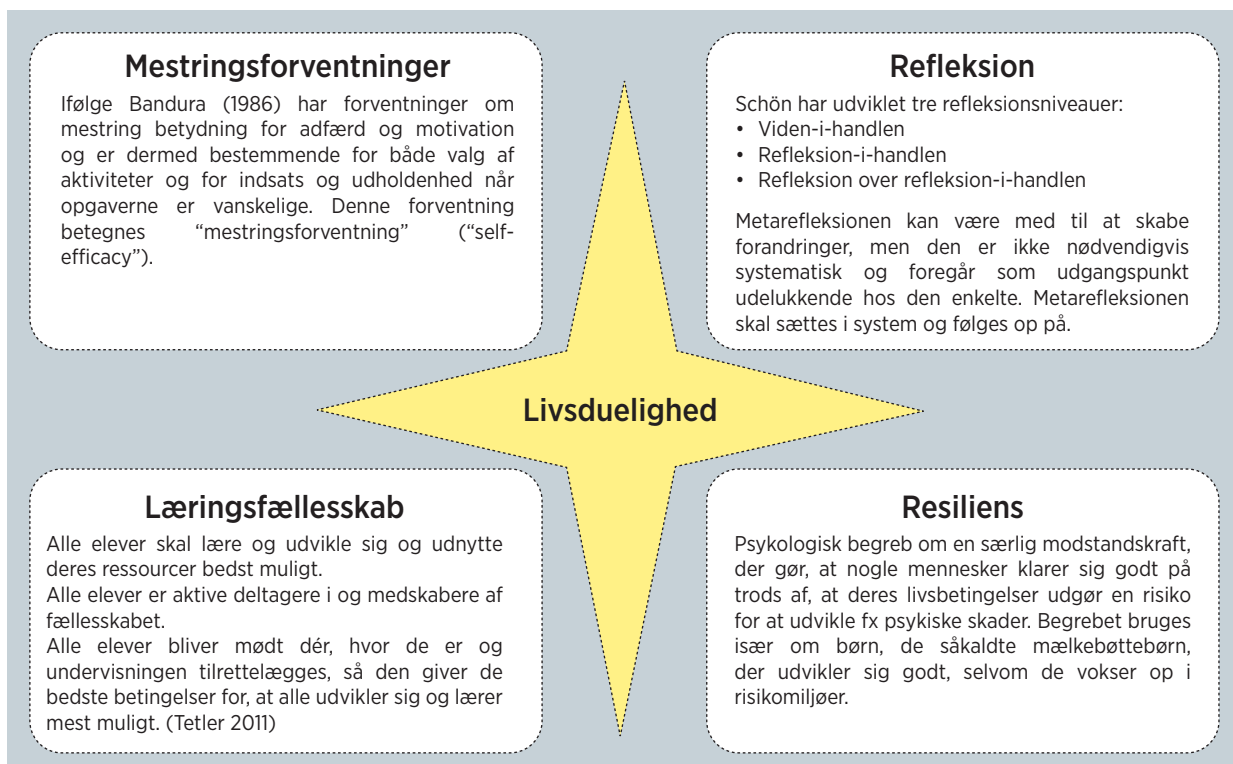 Mestringsforventninger
Ifølge Bandura (1986) har forventninger om
mestring betydning for adfærd og motivation
og er dermed bestemmende for både valg af
aktiviteter og for indsats og udholdenhed når
opgaverne er vanskelige. Denne forventning
betegnes “mestringsforventning” (“self-
efficacy”).
Refleksion
Schön har udviklet tre refleksionsniveauer:
• Viden-i-handlen
• Refleksion-i-handlen
• Refleksion over refleksion-i-handlen
Metarefleksionen kan være med til at skabe
forandringer, men den er ikke nødvendigvis
systematisk og foregår som udgangspunkt
udelukkende hos den enkelte. Metarefleksionen
skal sættes i system og følges op på.
Livsduelighed
Læringsfællesskab
Alle elever skal lære og udvikle sig og udnytte
deres ressourcer bedst muligt.
Alle elever er aktive deltagere i og medskabere af
fællesskabet.
Alle elever bliver mødt dér, hvor de er og
undervisningen tilrettelægges, så den giver de
bedste betingelser for, at alle udvikler sig og lærer
mest muligt. (Tetler 2011)
Resiliens
Psykologisk begreb om en særlig modstandskraft,
der gør, at nogle mennesker klarer sig godt på
trods af, at deres livsbetingelser udgør en risiko
for at udvikle fx psykiske skader. Begrebet bruges
især om børn, de såkaldte mælkebøttebørn,
der udvikler sig godt, selvom de vokser op i
risikomiljøer.